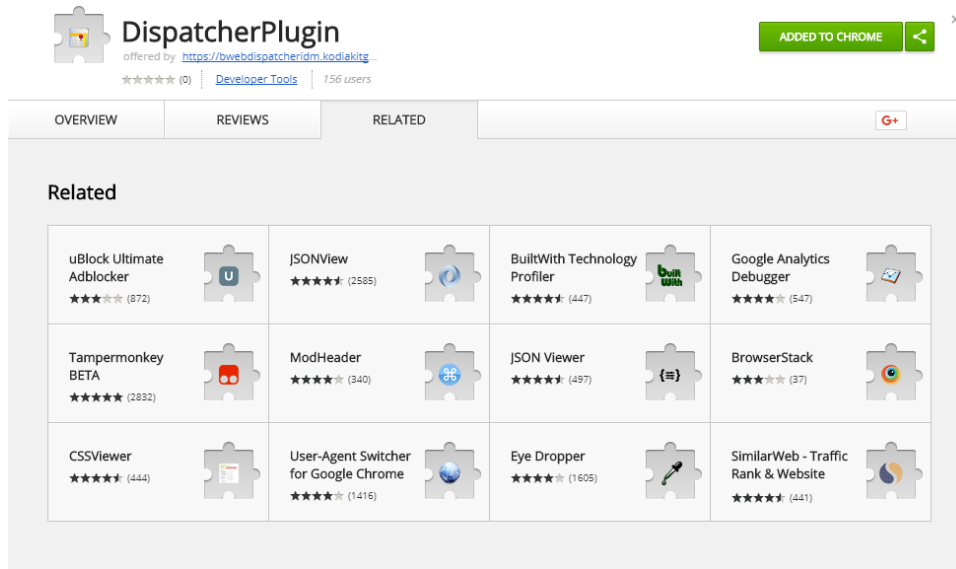 DispatcherPlugin
offered by https://bwebdispatcheridm.kodiakitg...
(0) Developer Tools 156 users
ADDED TO CHROME
OVERVIEW REVIEWS RELATED
G+
Related
uBlock Ultimate
Adblocker
(872)
JSONView
(2585)
BuiltWith Technology
Profiler
(447)
built
With
Google Analytics
Debugger
(547)
Tampermonkey
BETA
(2832)
ModHeader
(340)
JSON Viewer
(497)
BrowserStack
(37)
CSSViewer
(444)
User-Agent Switcher
for Google Chrome
(1416)
Eye Dropper
(1605)
SimilarWeb - Traffic
Rank & Website
(441)